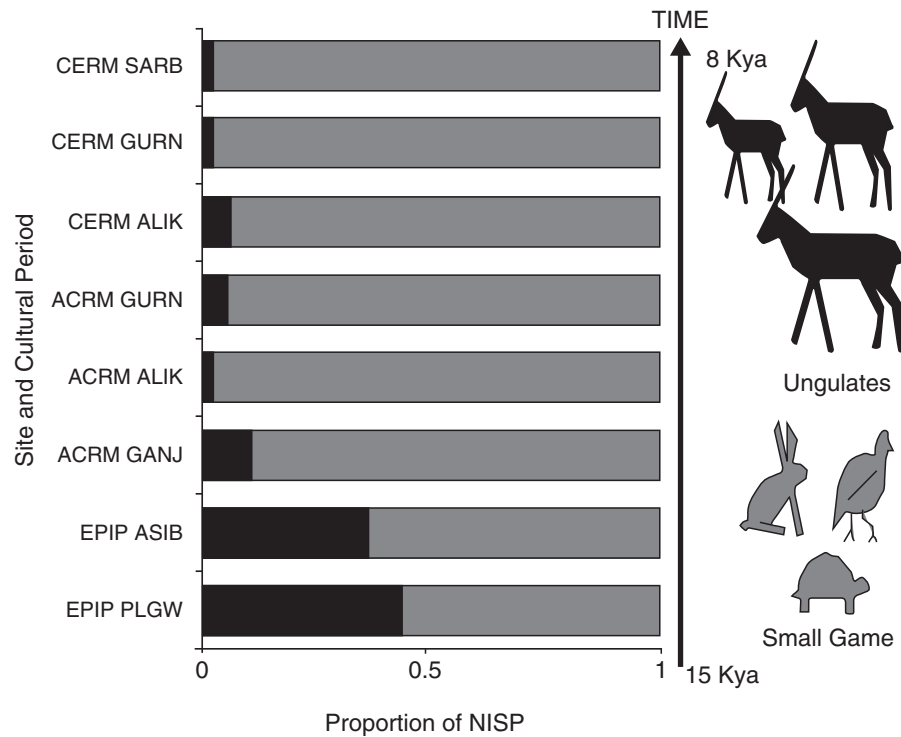 TIME
8 Kya
CERM SARB
CERM GURN
CERM ALIK
ACRM GURN
ACRM ALIK
ACRM GANJ
EPIP ASIB
EPIP PLGW
Site and Cultural Period
Ungulates
Small Game
0
0.5
1
15 Kya
Proportion of NISP